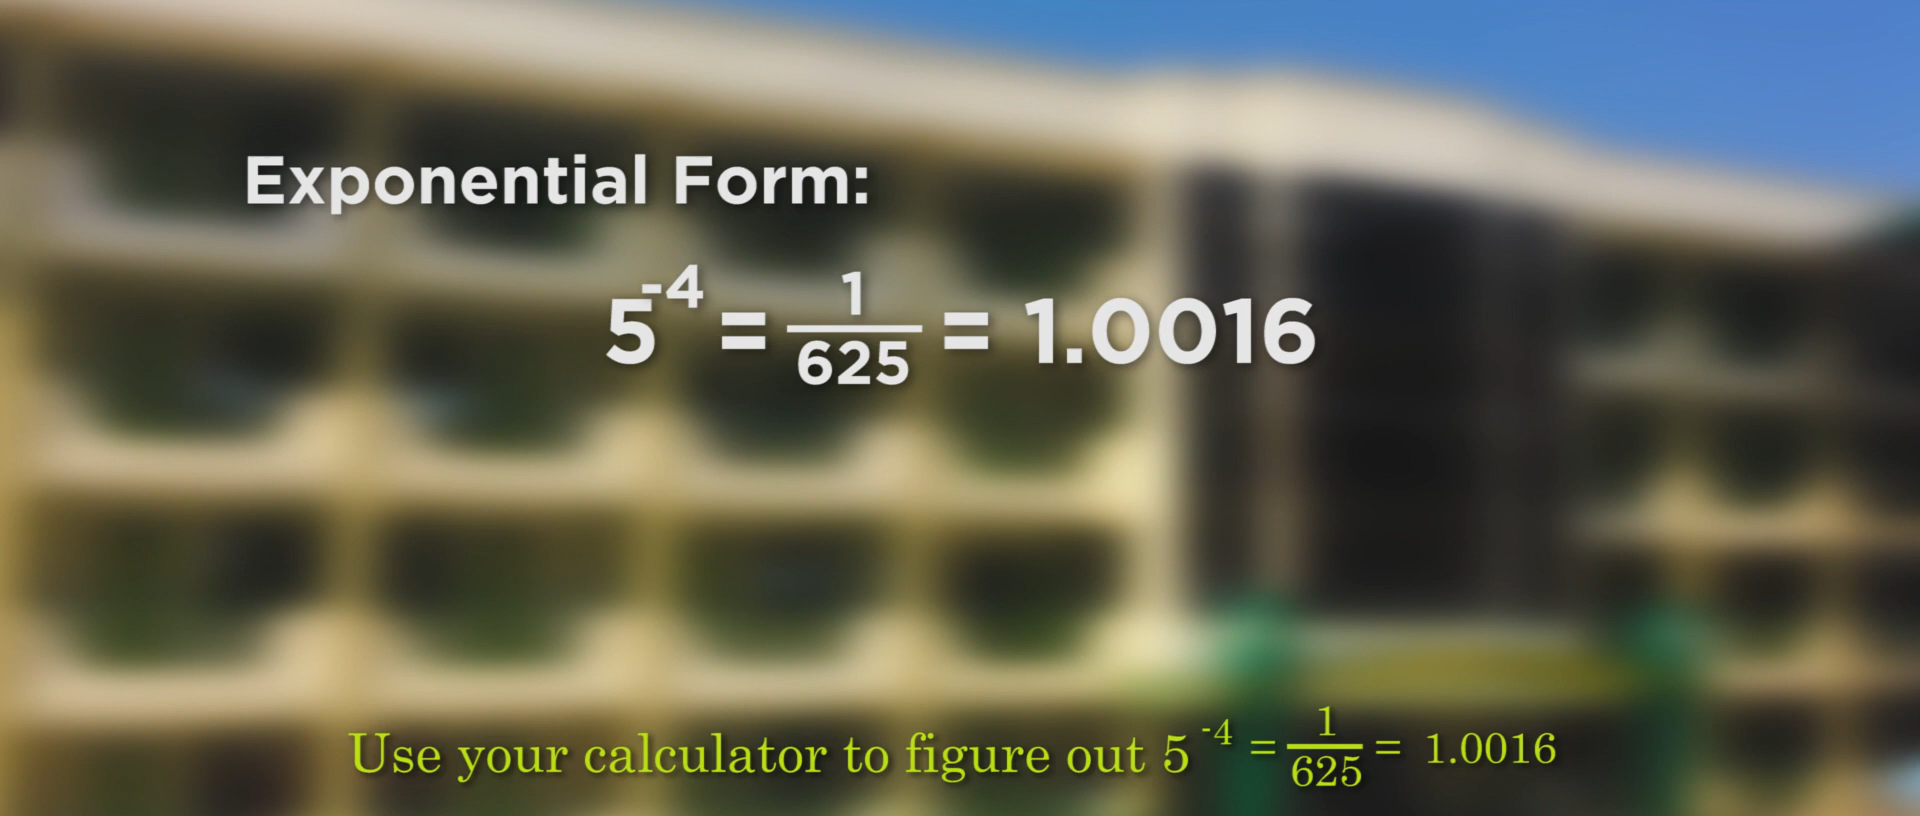 Exponential Form:
5⁻⁴ = 1/625 = 1.0016
Use your calculator to figure out 5⁻⁴ = 1/625 = 1.0016